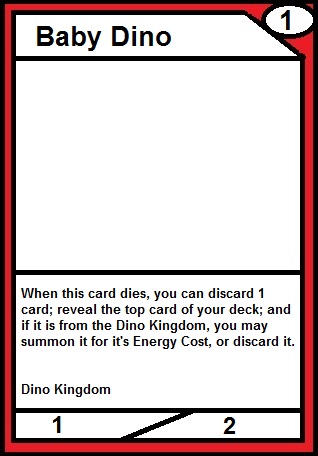 Baby Dino
1
When this card dies, you can discard 1
card; reveal the top card of your deck; and
if it is from the Dino Kingdom, you may
summon it for it's Energy Cost, or discard it.
Dino Kingdom
1 2